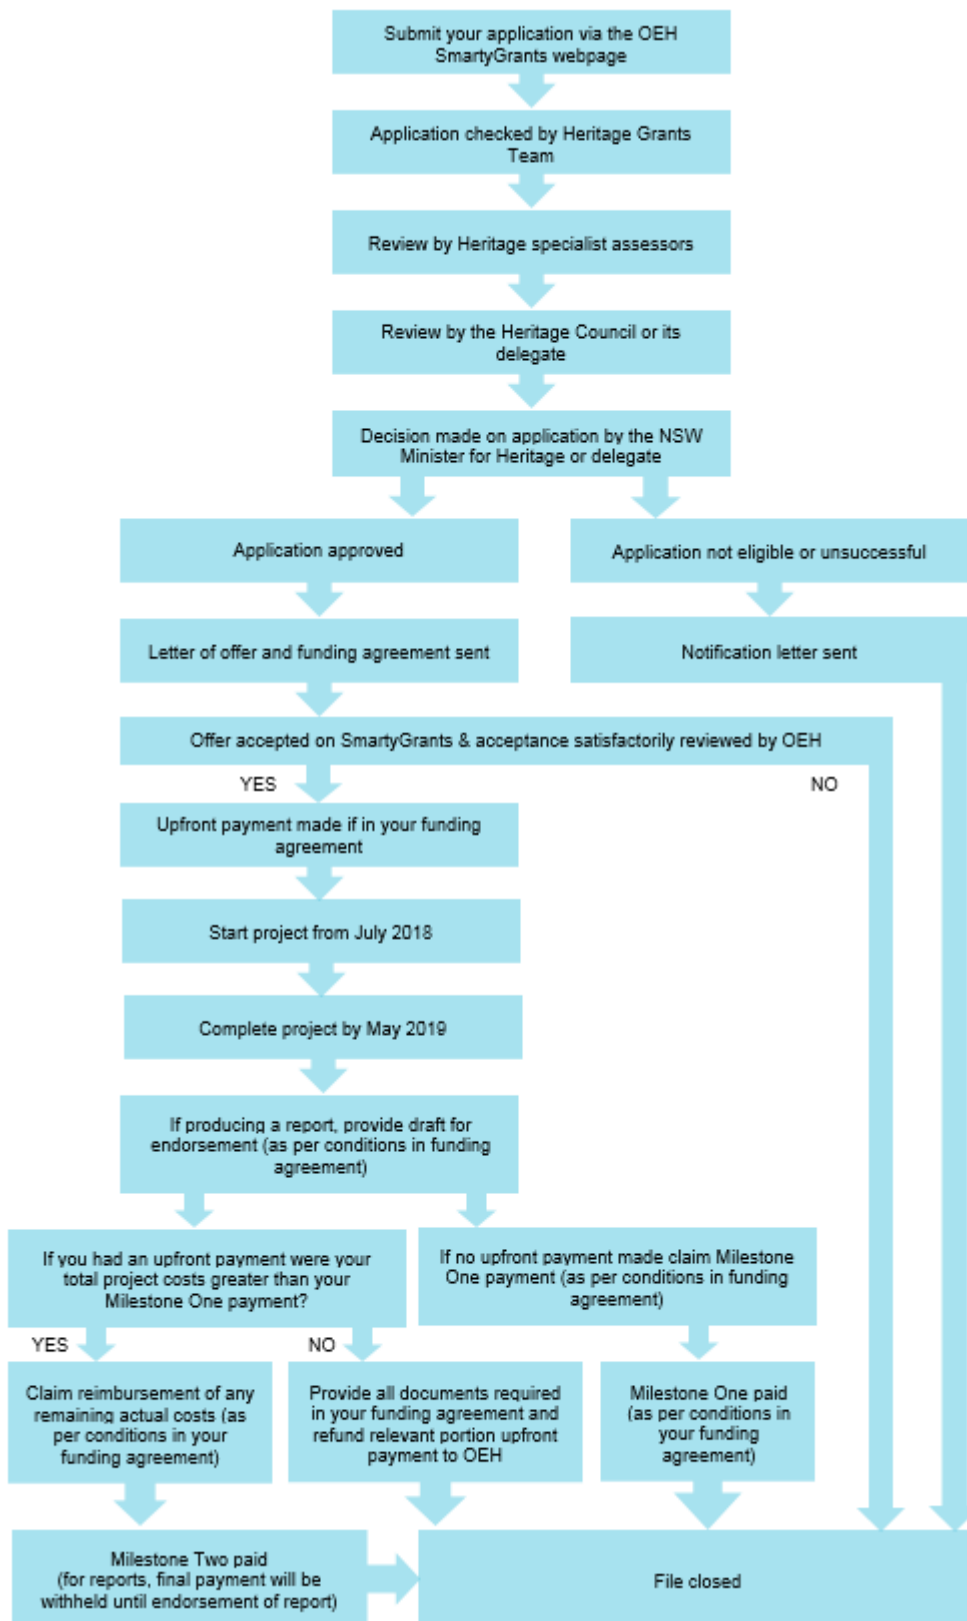 Submit your application via the OEH
SmartyGrants webpage
Application checked by Heritage Grants
Team
Review by Heritage specialist assessors
Review by the Heritage Council or its
delegate
Decision made on application by the NSW
Minister for Heritage or delegate
Application approved
Application not eligible or unsuccessful
Letter of offer and funding agreement sent
Notification letter sent
Offer accepted on SmartyGrants & acceptance satisfactorily reviewed by OEH
YES
NO
Upfront payment made if in your funding
agreement
Start project from July 2018
Complete project by May 2019
If producing a report, provide draft for
endorsement (as per conditions in funding
agreement)
If you had an upfront payment were your
total project costs greater than your
Milestone One payment?
If no upfront payment made claim Milestone
One payment (as per conditions in funding
agreement)
YES
NO
Claim reimbursement of any
remaining actual costs (as
per conditions in your
funding agreement)
Provide all documents required
in your funding agreement and
refund relevant portion upfront
payment to OEH
Milestone One paid
(as per conditions in
your funding
agreement)
Milestone Two paid
(for reports, final payment will be
withheld until endorsement of report)
File closed